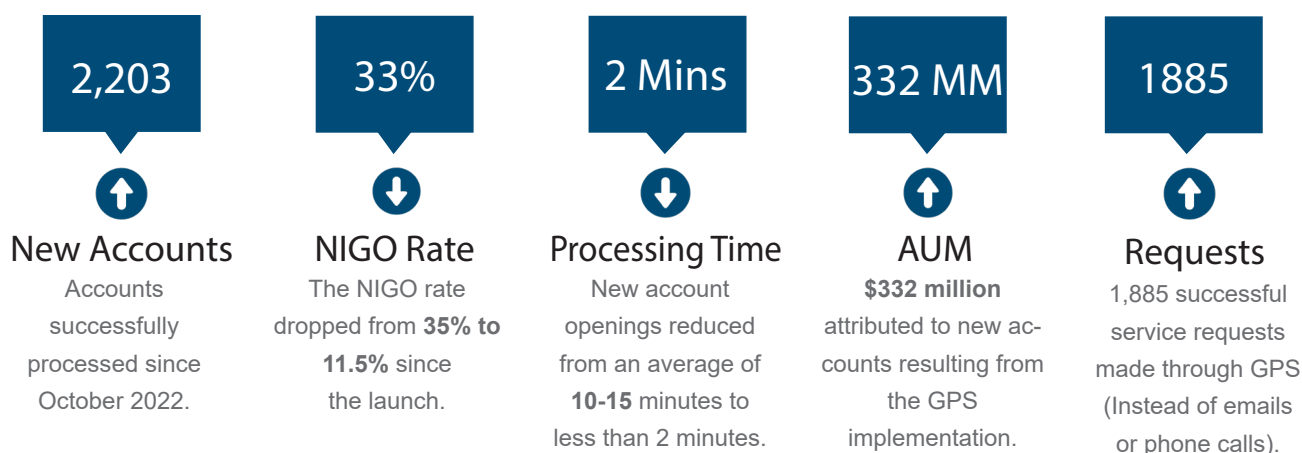 2,203
New Accounts
Accounts
successfully
processed since
October 2022.
33%
NIGO Rate
The NIGO rate
dropped from 35% to
11.5% since
the launch.
2 Mins
Processing Time
New account
openings reduced
from an average of
10-15 minutes to
less than 2 minutes.
332 MM
AUM
$332 million
attributed to new ac-
counts resulting from
the GPS
implementation.
1885
Requests
1,885 successful
service requests
made through GPS
(Instead of emails
or phone calls).